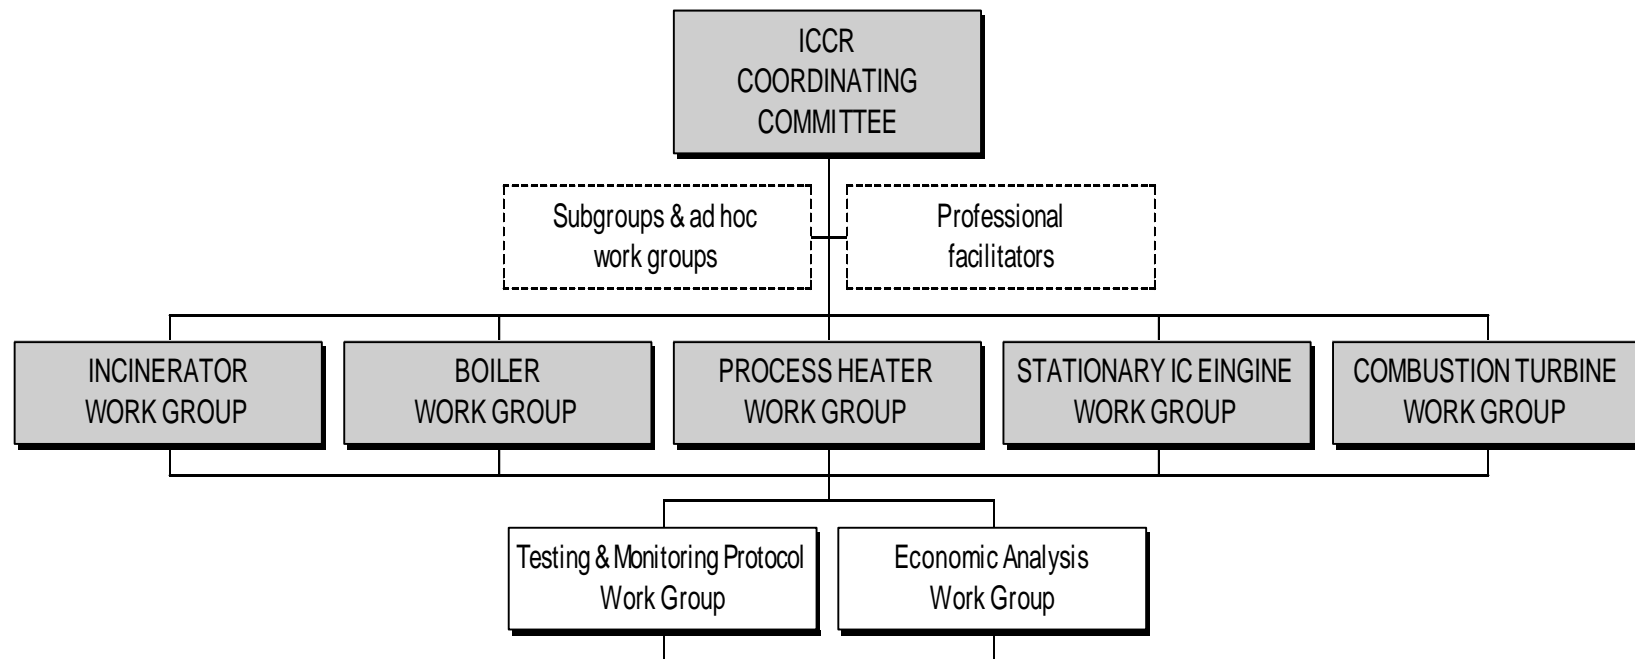 ICCR
COORDINATING
COMMITTEE
Subgroups & ad hoc
work groups
Professional
facilitators
INCINERATOR
WORK GROUP
BOILER
WORK GROUP
PROCESS HEATER
WORK GROUP
STATIONARY IC EINGINE
WORK GROUP
COMBUSTION TURBINE
WORK GROUP
Testing & Monitoring Protocol
Work Group
Economic Analysis
Work Group